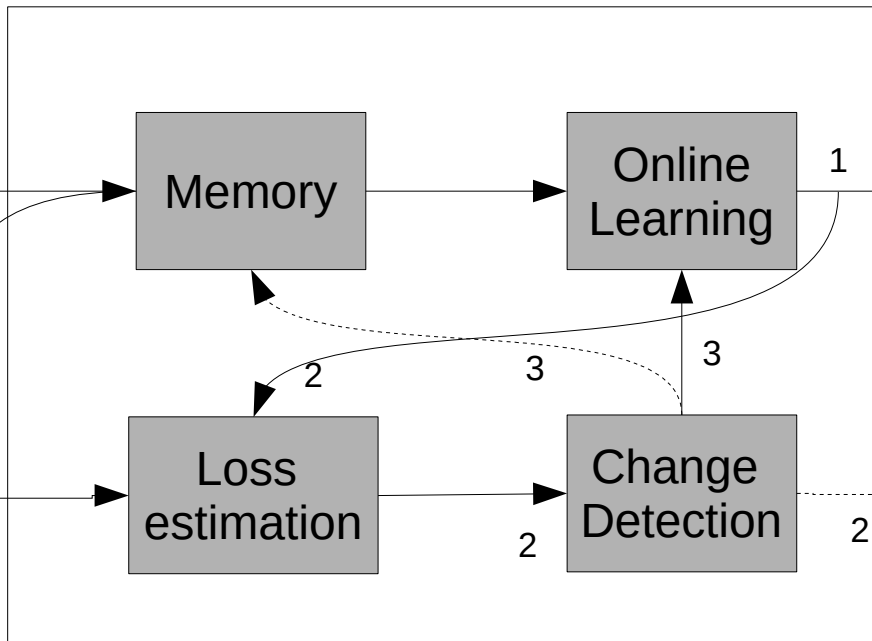 Memory
Online
Learning
1
2
3
3
Loss
estimation
Change
Detection
2
2